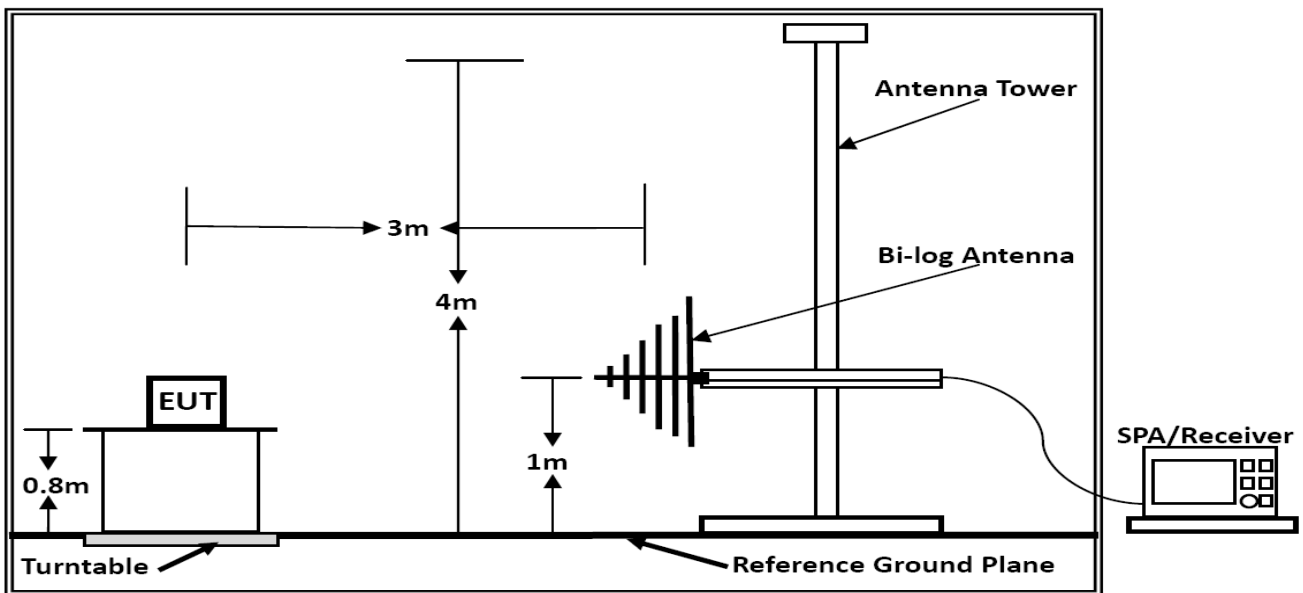 Antenna Tower
3m
Bi-log Antenna
4m
EUT
SPA/Receiver
1m
0.8m
Turntable
Reference Ground Plane